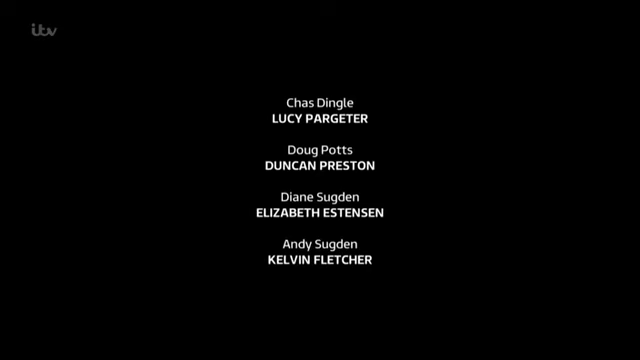 itv
Chas Dingle
LUCY PARGETER
Doug Potts
DUNCAN PRESTON
Diane Sugden
ELIZABETH ESTENSEN
Andy Sugden
KELVIN FLETCHER